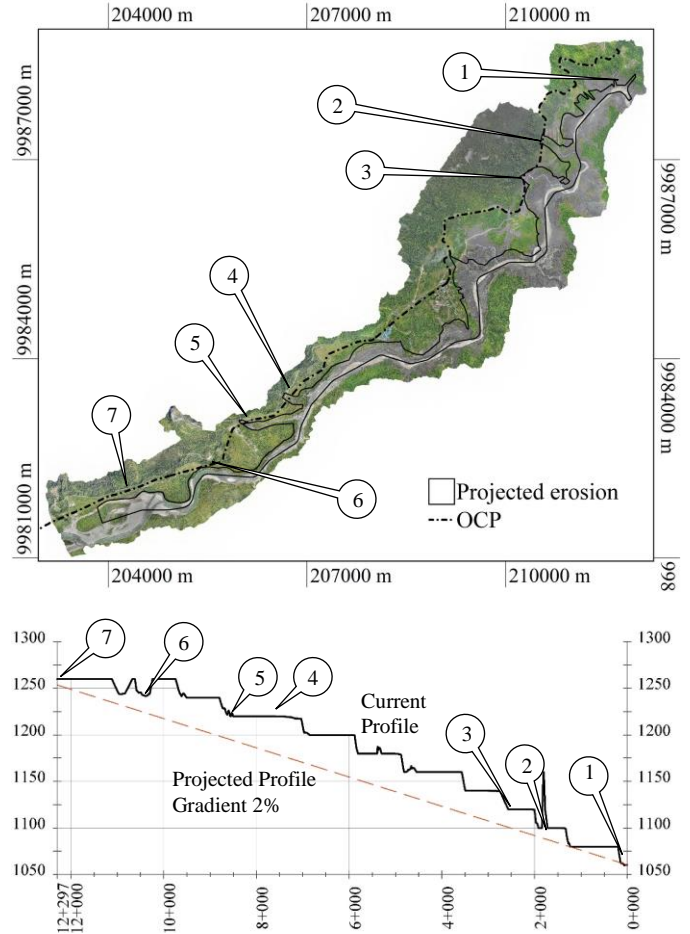 204000 m 207000 m 210000 m
9987000 m
9984000 m
9981000 m
1
2
3
4
5
7
6
9987000 m
9984000 m
998
Projected erosion
OCP
204000 m 207000 m 210000 m
1300 1300
1250 1250
1200 1200
1150 1150
1100 1100
1050 1050
7
6
5
4
3
2
1
Current
Profile
Projected Profile
Gradient 2%
12+297
12+000
10+000
8+000
6+000
4+000
2+000
0+000